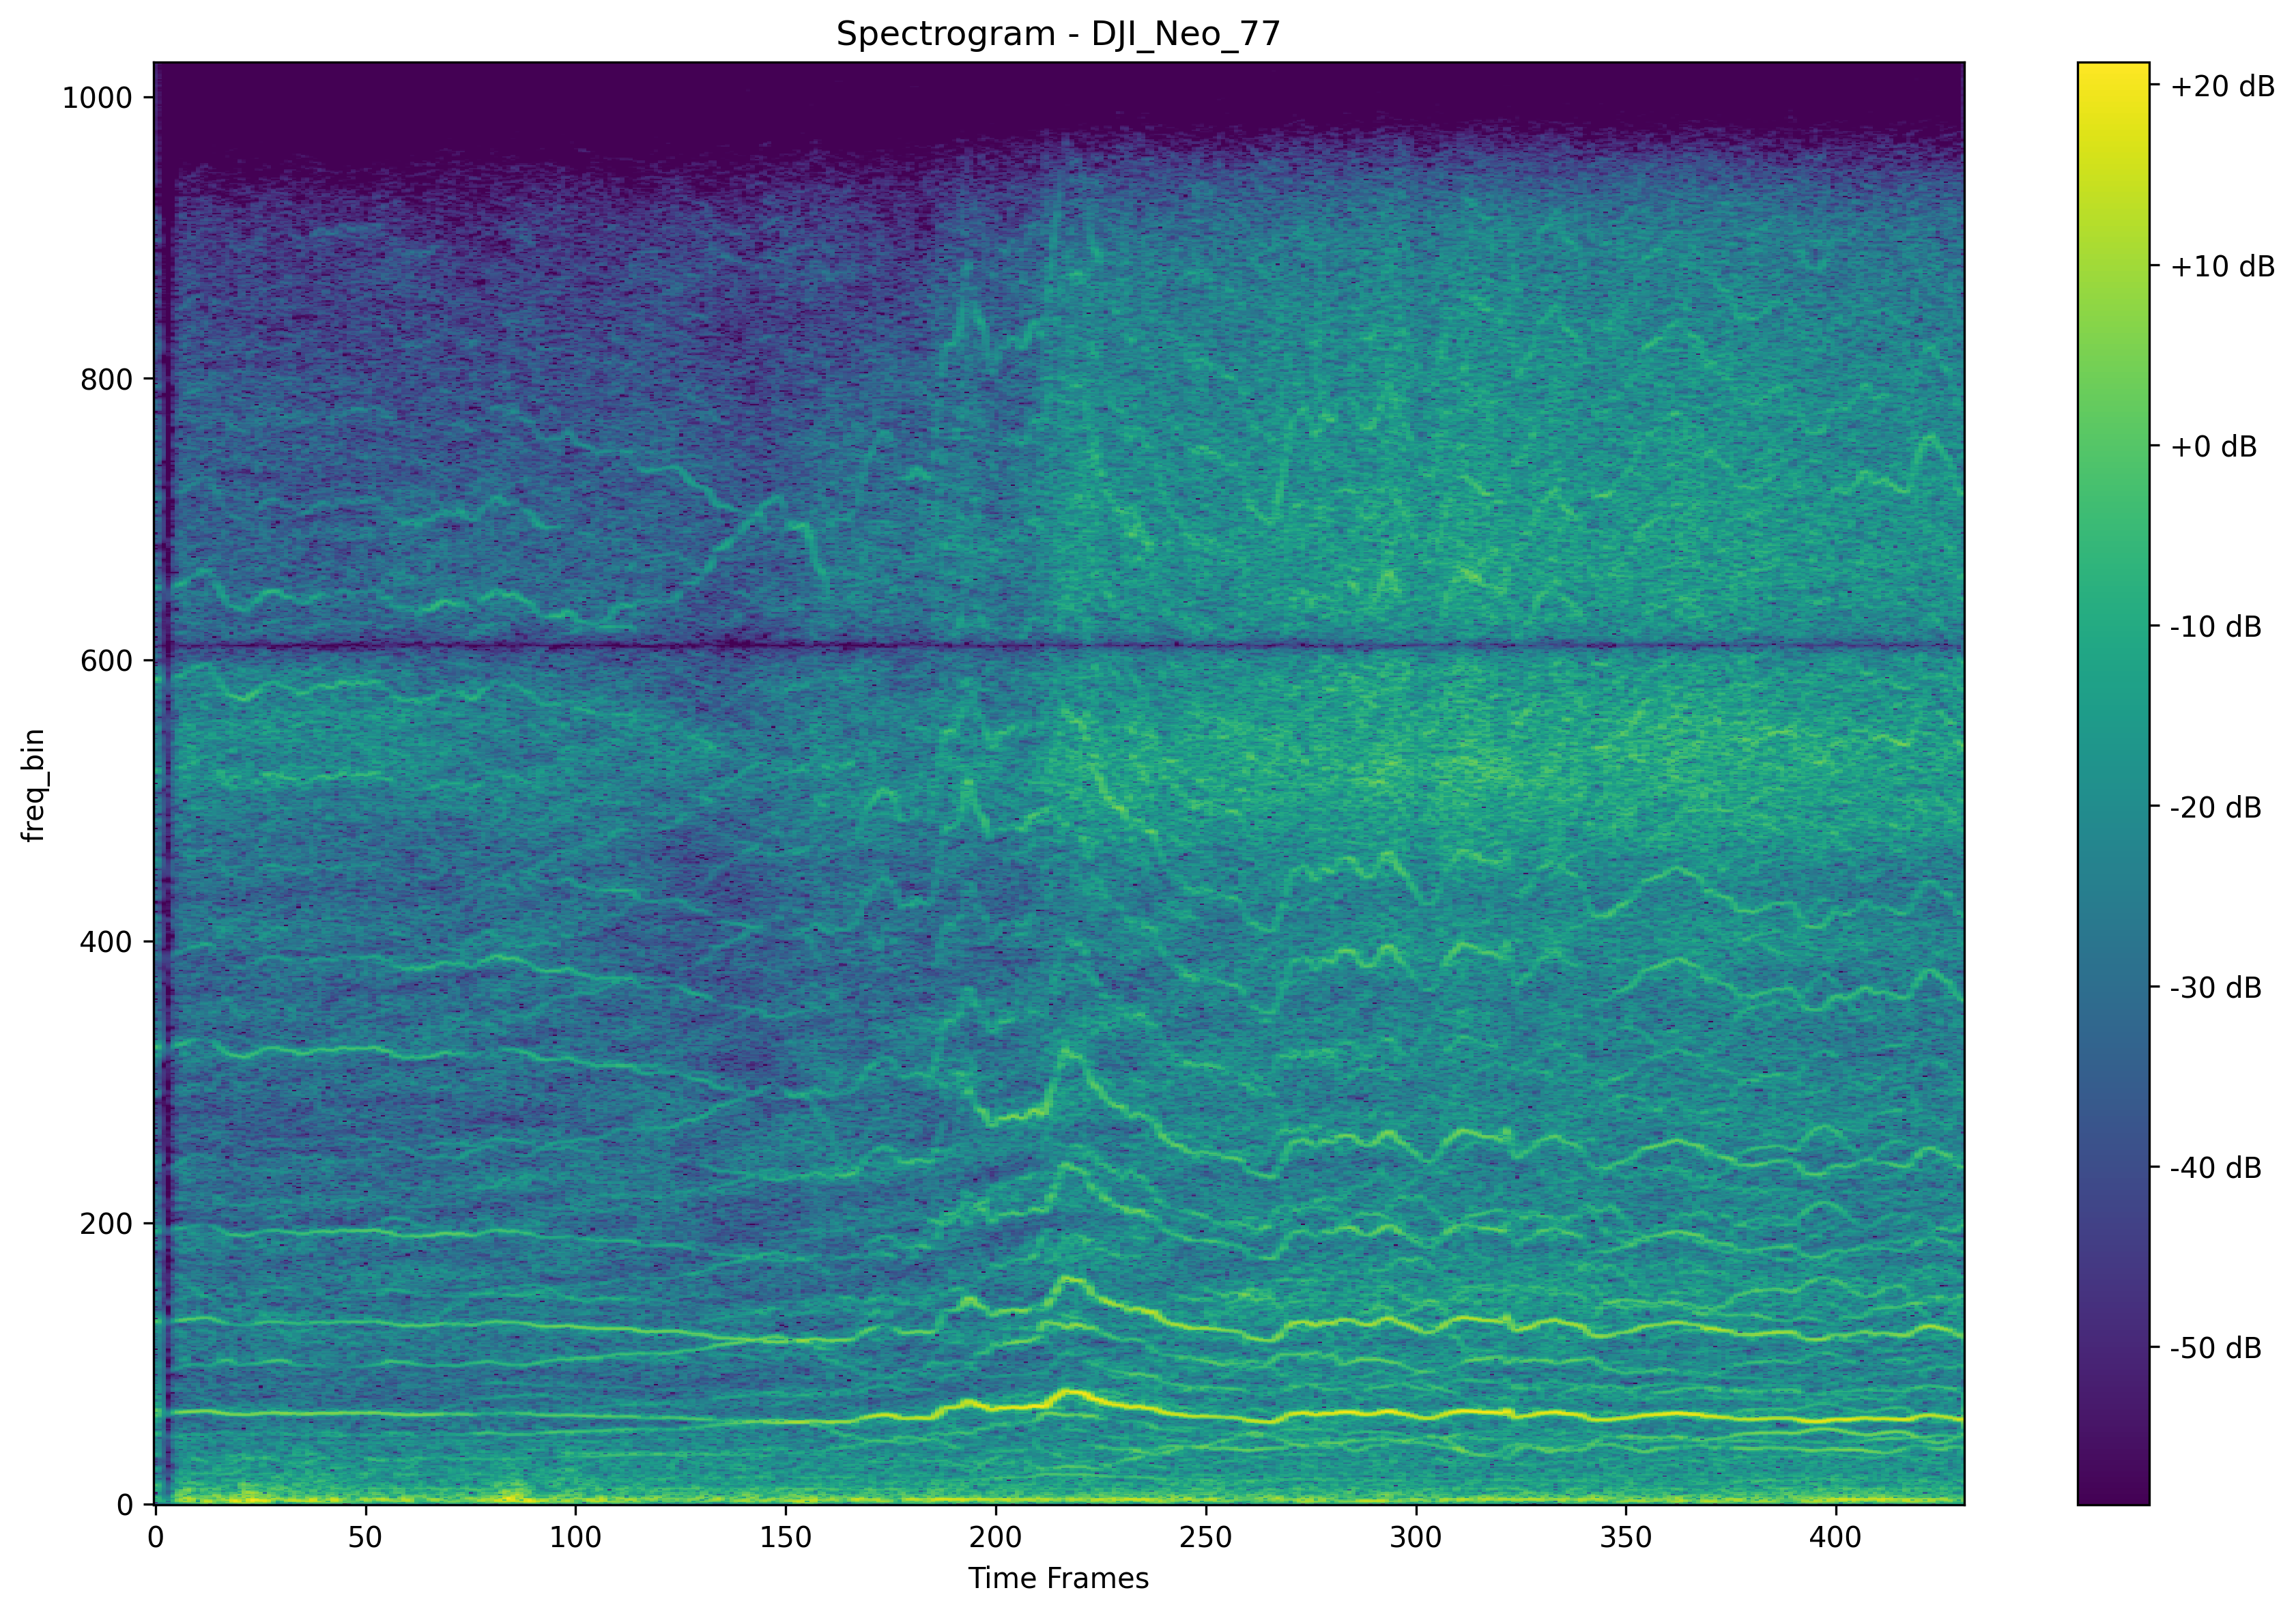 Spectrogram - DJI_Neo_77
1000
800
600
400
200
0
freq_bin
0 50 100 150 200 250 300 350 400
Time Frames
+20 dB
+10 dB
+0 dB
-10 dB
-20 dB
-30 dB
-40 dB
-50 dB